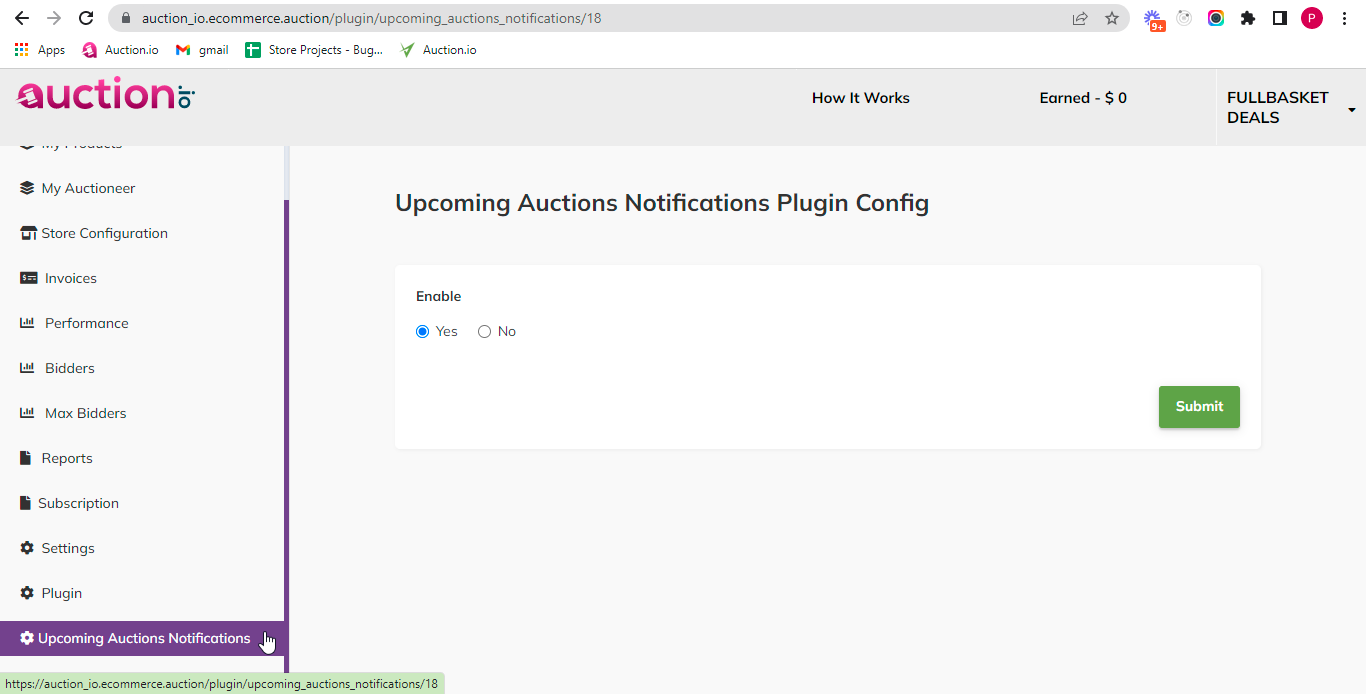 auction_io.ecommerce.auction/plugin/upcoming_auctions_notifications/18
9+
P
Apps
Auction.io
gmail
Store Projects - Bug...
Auction.io
auction.io
How It Works
Earned - $ 0
FULLBASKET
DEALS
My Products
My Auctioneer
Store Configuration
Invoices
Performance
Bidders
Max Bidders
Reports
Subscription
Settings
Plugin
Upcoming Auctions Notifications
Upcoming Auctions Notifications Plugin Config
Enable
Yes No
Submit
https://auction_io.ecommerce.auction/plugin/upcoming_auctions_notifications/18